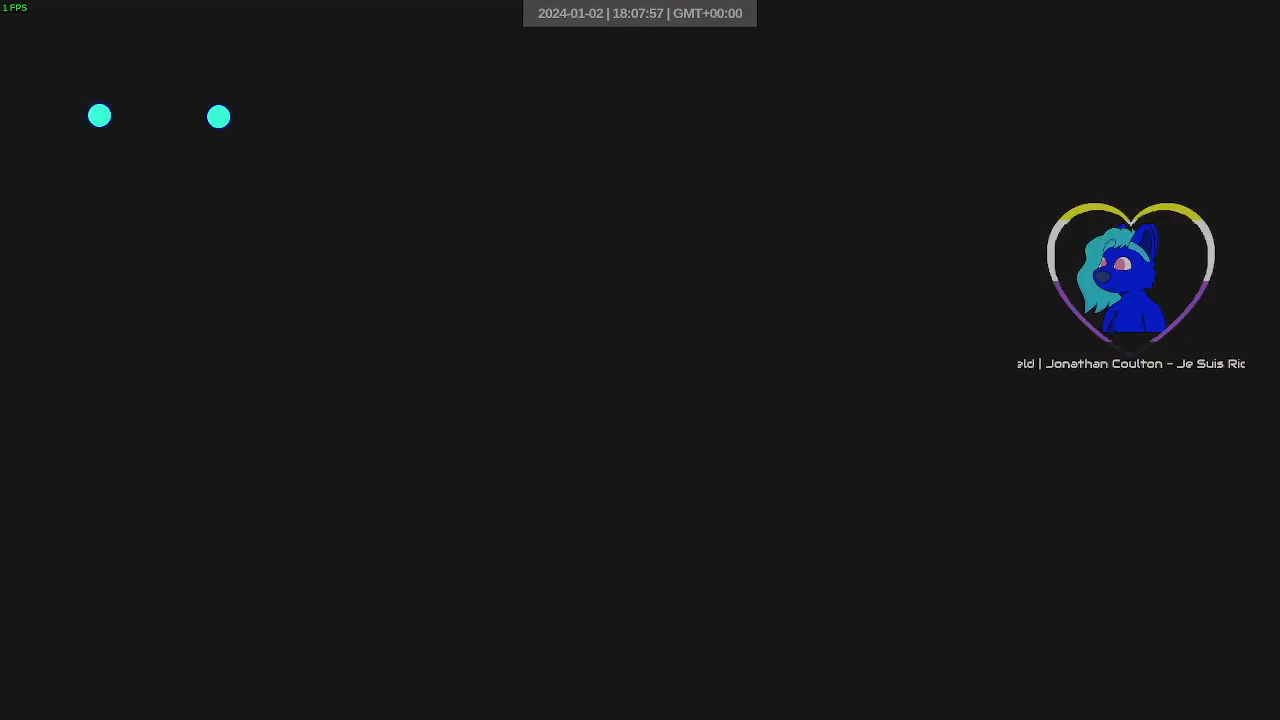 1 FPS
2024-01-02 | 18:07:57 | GMT+00:00
| Jonathan Coulton - Je Suis